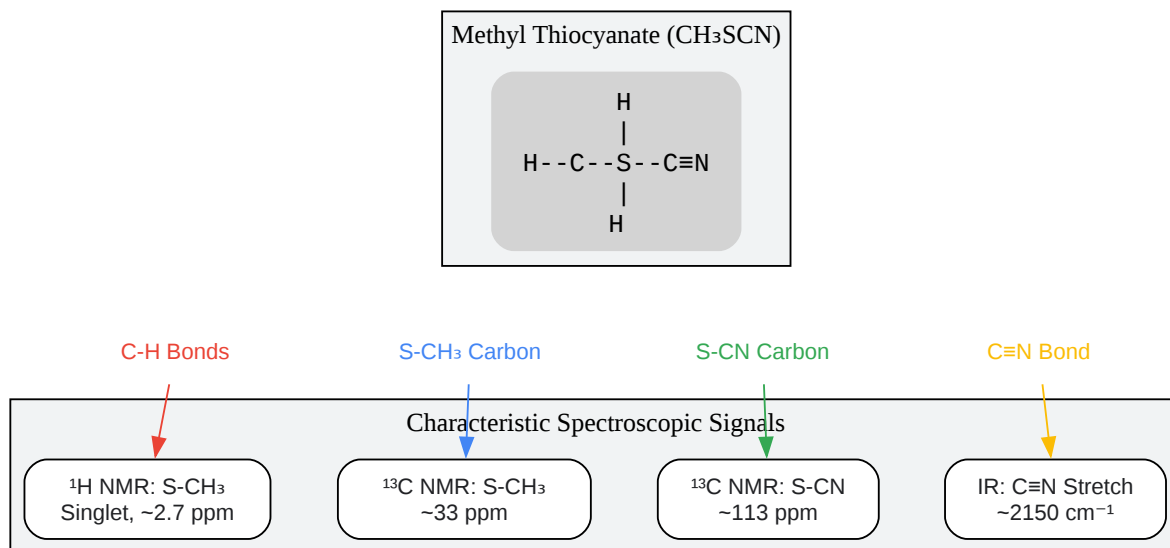 Methyl Thiocyanate (CH₃SCN)
H
|
H--C--S--C≡N
|
H
C-H Bonds
S-CH₃ Carbon
S-CN Carbon
C≡N Bond
Characteristic Spectroscopic Signals
¹H NMR: S-CH₃
Singlet, ~2.7 ppm
¹³C NMR: S-CH₃
~33 ppm
¹³C NMR: S-CN
~113 ppm
IR: C≡N Stretch
~2150 cm⁻¹